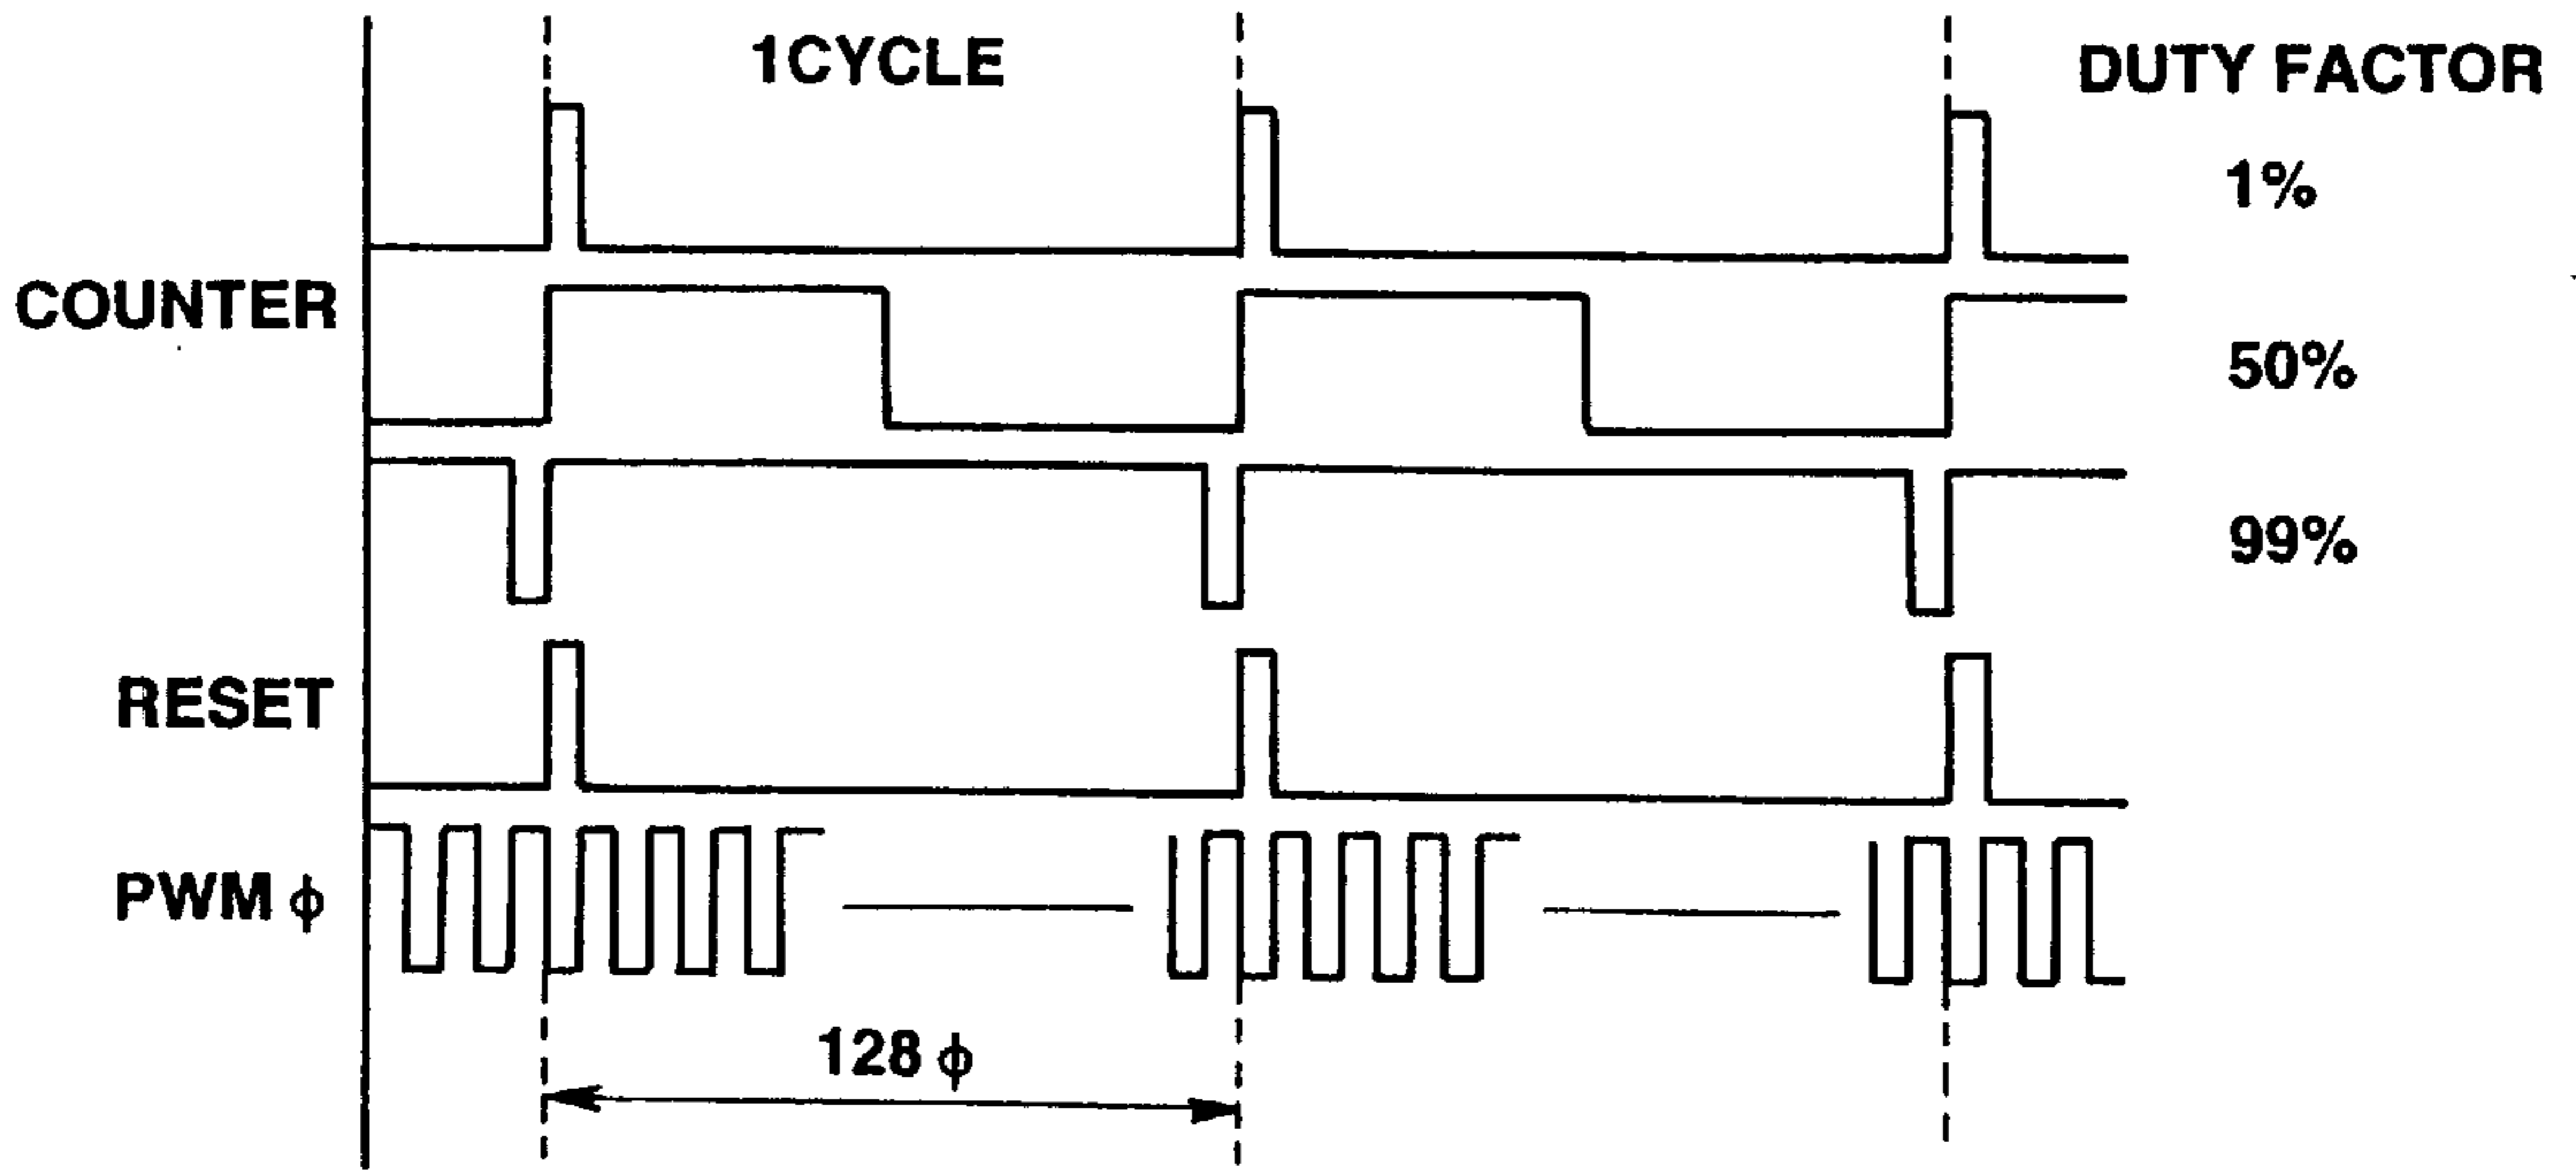 1CYCLE
DUTY FACTOR
1%
COUNTER
50%
99%
RESET
PWM ϕ
128 ϕ